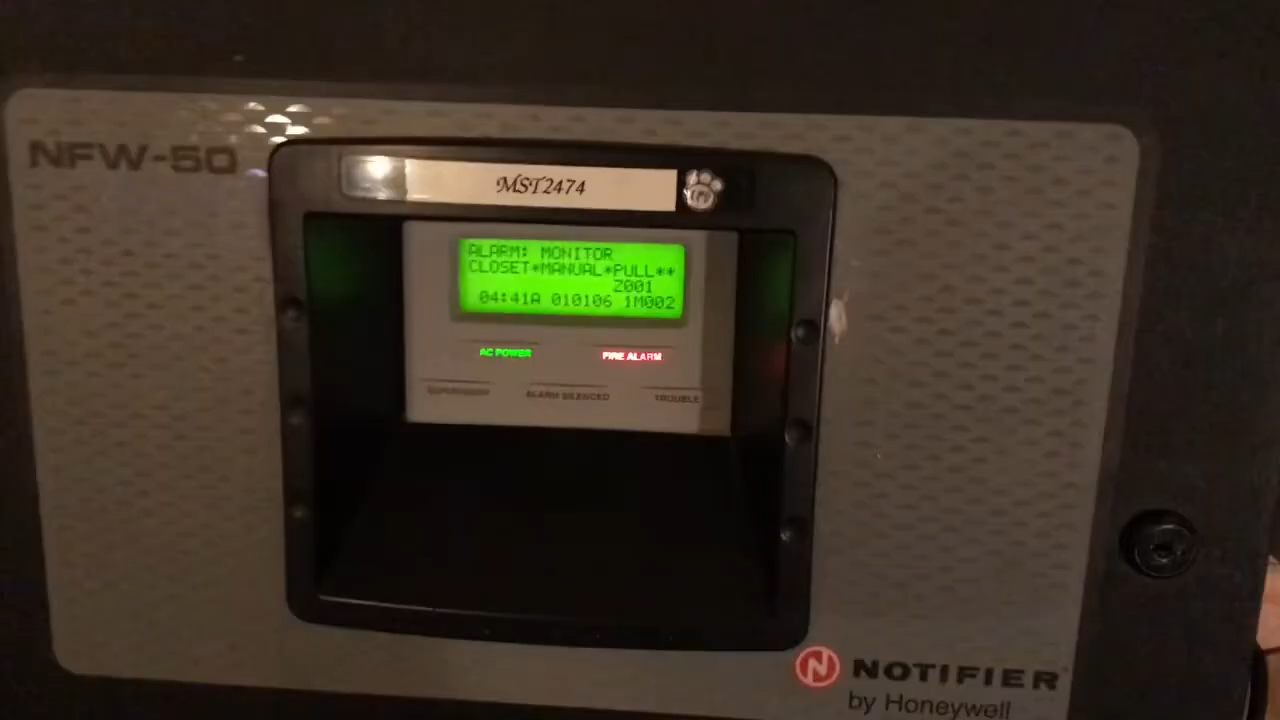 NFW-50
MST2474
ALARM: MONITOR
CLOSET*MANUAL*PULL**
Z001
04:41A 010106 1M002
AC POWER
FIRE ALARM
SUPERVISORY
ALARM SILENCED
TROUBLE
NOTIFIER
by Honeywell